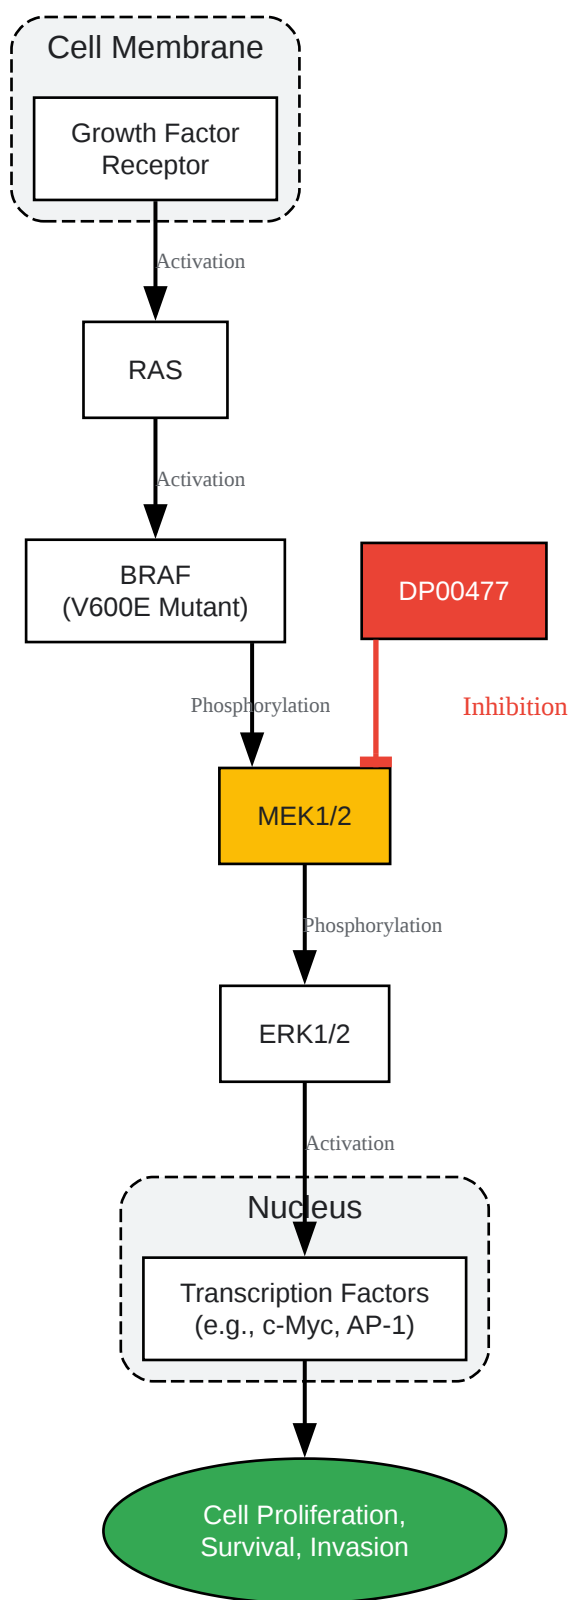 Cell Membrane
Growth Factor
Receptor
Activation
RAS
Activation
BRAF
(V600E Mutant)
DP00477
Phosphorylation
Inhibition
MEK1/2
Phosphorylation
ERK1/2
Activation
Nucleus
Transcription Factors
(e.g., c-Myc, AP-1)
Cell Proliferation,
Survival, Invasion